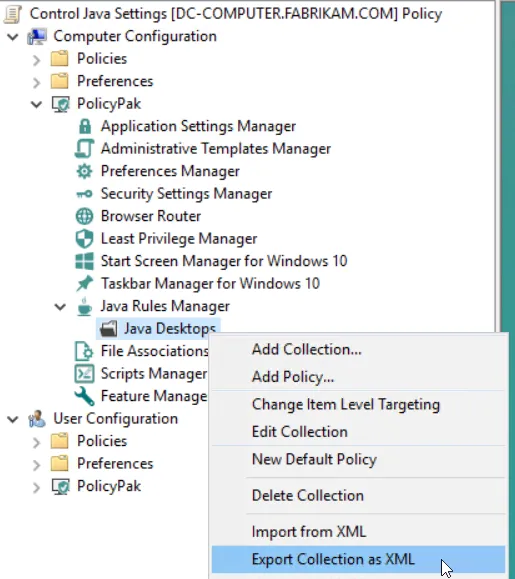 Control Java Settings [DC-COMPUTER.FABRIKAM.COM] Policy
Computer Configuration
Policies
Preferences
PolicyPak
Application Settings Manager
Administrative Templates Manager
Preferences Manager
Security Settings Manager
Browser Router
Least Privilege Manager
Start Screen Manager for Windows 10
Taskbar Manager for Windows 10
Java Rules Manager
Java Desktops
File Associations
Scripts Manager
Feature Manage
User Configuration
Policies
Preferences
PolicyPak
Add Collection...
Add Policy...
Change Item Level Targeting
Edit Collection
New Default Policy
Delete Collection
Import from XML
Export Collection as XML